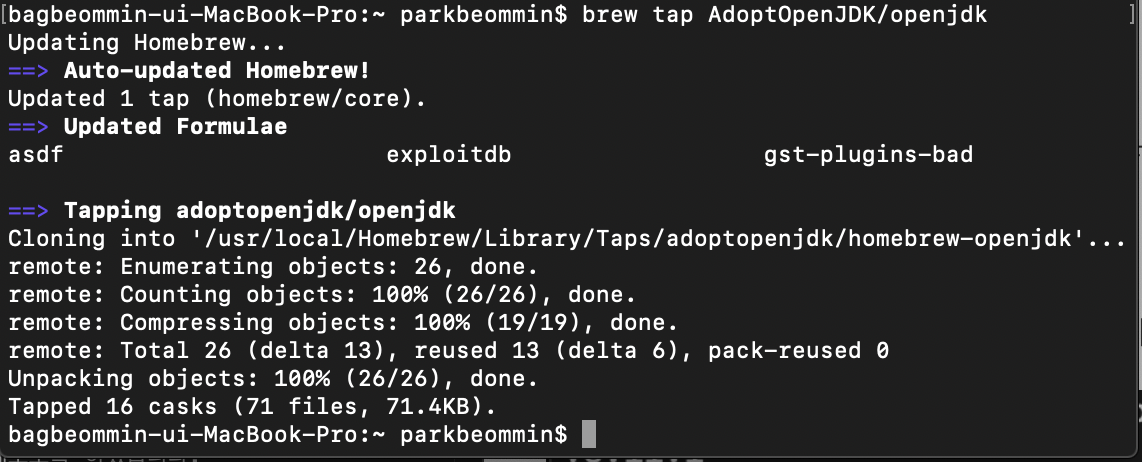 [bagbeommin-ui-MacBook-Pro:~ parkbeommin$ brew tap AdoptOpenJDK/openjdk ]
Updating Homebrew...
==> Auto-updated Homebrew!
Updated 1 tap (homebrew/core).
==> Updated Formulae
asdf exploitdb gst-plugins-bad
==> Tapping adoptopenjdk/openjdk
Cloning into '/usr/local/Homebrew/Library/Taps/adoptopenjdk/homebrew-openjdk'...
remote: Enumerating objects: 26, done.
remote: Counting objects: 100% (26/26), done.
remote: Compressing objects: 100% (19/19), done.
remote: Total 26 (delta 13), reused 13 (delta 6), pack-reused 0
Unpacking objects: 100% (26/26), done.
Tapped 16 casks (71 files, 71.4KB).
bagbeommin-ui-MacBook-Pro:~ parkbeommin$